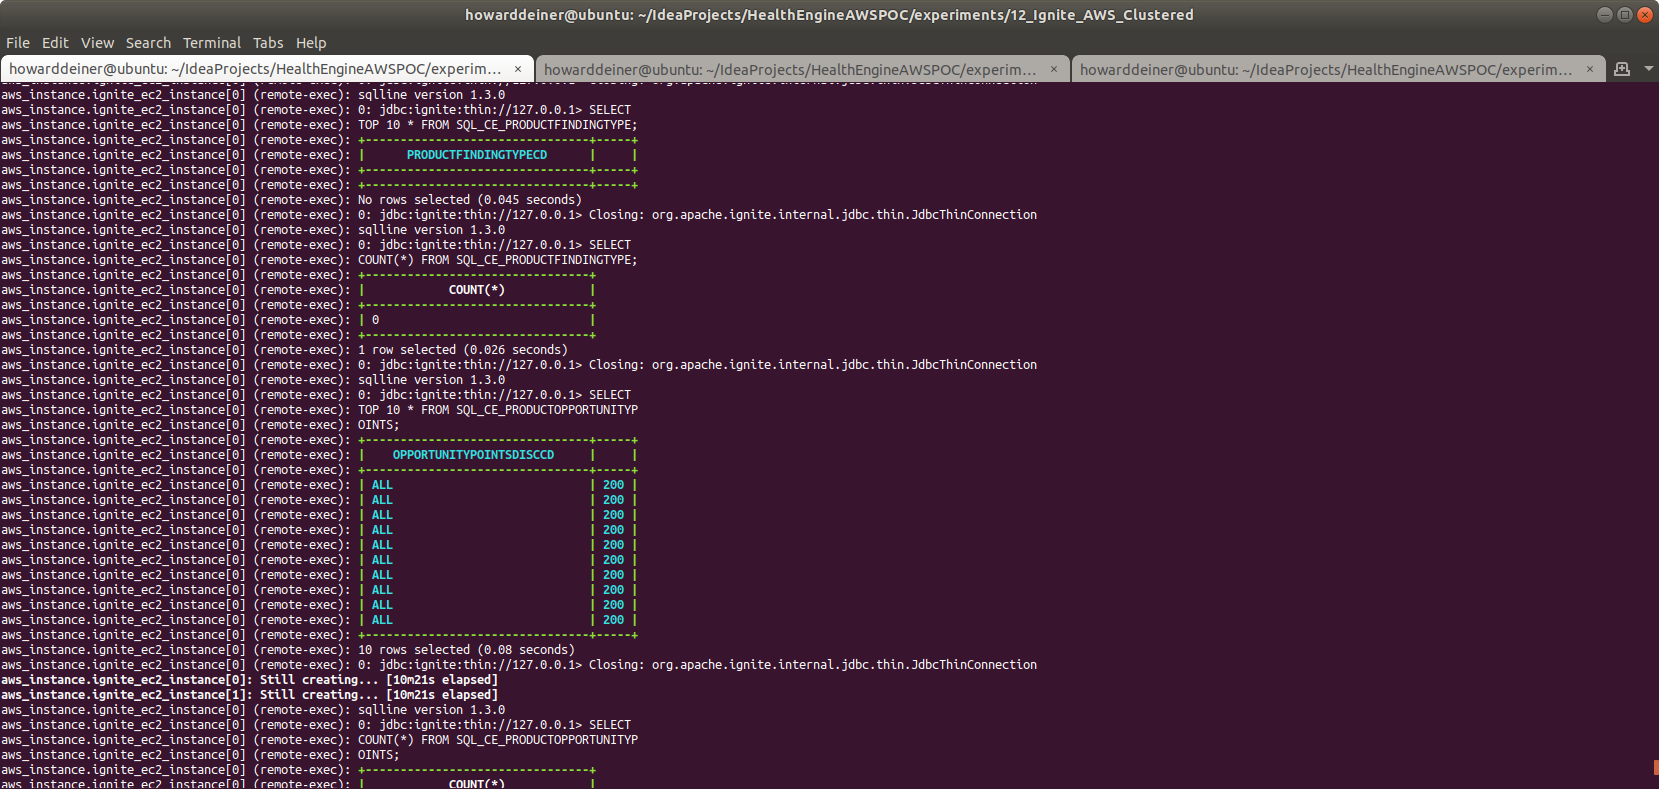 howarddeiner@ubuntu: ~/IdeaProjects/HealthEngineAWSPOC/experiments/12_Ignite_AWS_Clustered
File Edit View Search Terminal Tabs Help
howarddeiner@ubuntu: ~/IdeaProjects/HealthEngineAWSPOC/experim... × howarddeiner@ubuntu: ~/IdeaProjects/HealthEngineAWSPOC/experim... × howarddeiner@ubuntu: ~/IdeaProjects/HealthEngineAWSPOC/experim... ×
aws_instance.ignite_ec2_instance[0] (remote-exec): sqlline version 1.3.0
aws_instance.ignite_ec2_instance[0] (remote-exec): 0: jdbc:ignite:thin://127.0.0.1> SELECT
aws_instance.ignite_ec2_instance[0] (remote-exec): TOP 10 * FROM SQL_CE_PRODUCTFINDINGTYPE;
aws_instance.ignite_ec2_instance[0] (remote-exec): +--------------------------------+-----+
aws_instance.ignite_ec2_instance[0] (remote-exec): |      PRODUCTFINDINGTYPECD      |     |
aws_instance.ignite_ec2_instance[0] (remote-exec): +--------------------------------+-----+
aws_instance.ignite_ec2_instance[0] (remote-exec): +--------------------------------+-----+
aws_instance.ignite_ec2_instance[0] (remote-exec): No rows selected (0.045 seconds)
aws_instance.ignite_ec2_instance[0] (remote-exec): 0: jdbc:ignite:thin://127.0.0.1> Closing: org.apache.ignite.internal.jdbc.thin.JdbcThinConnection
aws_instance.ignite_ec2_instance[0] (remote-exec): sqlline version 1.3.0
aws_instance.ignite_ec2_instance[0] (remote-exec): 0: jdbc:ignite:thin://127.0.0.1> SELECT
aws_instance.ignite_ec2_instance[0] (remote-exec): COUNT(*) FROM SQL_CE_PRODUCTFINDINGTYPE;
aws_instance.ignite_ec2_instance[0] (remote-exec): +--------------------------------+
aws_instance.ignite_ec2_instance[0] (remote-exec): |            COUNT(*)            |
aws_instance.ignite_ec2_instance[0] (remote-exec): +--------------------------------+
aws_instance.ignite_ec2_instance[0] (remote-exec): | 0                              |
aws_instance.ignite_ec2_instance[0] (remote-exec): +--------------------------------+
aws_instance.ignite_ec2_instance[0] (remote-exec): 1 row selected (0.026 seconds)
aws_instance.ignite_ec2_instance[0] (remote-exec): 0: jdbc:ignite:thin://127.0.0.1> Closing: org.apache.ignite.internal.jdbc.thin.JdbcThinConnection
aws_instance.ignite_ec2_instance[0] (remote-exec): sqlline version 1.3.0
aws_instance.ignite_ec2_instance[0] (remote-exec): 0: jdbc:ignite:thin://127.0.0.1> SELECT
aws_instance.ignite_ec2_instance[0] (remote-exec): TOP 10 * FROM SQL_CE_PRODUCTOPPORTUNITYP
aws_instance.ignite_ec2_instance[0] (remote-exec): OINTS;
aws_instance.ignite_ec2_instance[0] (remote-exec): +--------------------------------+-----+
aws_instance.ignite_ec2_instance[0] (remote-exec): |    OPPORTUNITYPOINTSDISCCD     |     |
aws_instance.ignite_ec2_instance[0] (remote-exec): +--------------------------------+-----+
aws_instance.ignite_ec2_instance[0] (remote-exec): | ALL                            | 200 |
aws_instance.ignite_ec2_instance[0] (remote-exec): | ALL                            | 200 |
aws_instance.ignite_ec2_instance[0] (remote-exec): | ALL                            | 200 |
aws_instance.ignite_ec2_instance[0] (remote-exec): | ALL                            | 200 |
aws_instance.ignite_ec2_instance[0] (remote-exec): | ALL                            | 200 |
aws_instance.ignite_ec2_instance[0] (remote-exec): | ALL                            | 200 |
aws_instance.ignite_ec2_instance[0] (remote-exec): | ALL                            | 200 |
aws_instance.ignite_ec2_instance[0] (remote-exec): | ALL                            | 200 |
aws_instance.ignite_ec2_instance[0] (remote-exec): | ALL                            | 200 |
aws_instance.ignite_ec2_instance[0] (remote-exec): | ALL                            | 200 |
aws_instance.ignite_ec2_instance[0] (remote-exec): +--------------------------------+-----+
aws_instance.ignite_ec2_instance[0] (remote-exec): 10 rows selected (0.08 seconds)
aws_instance.ignite_ec2_instance[0] (remote-exec): 0: jdbc:ignite:thin://127.0.0.1> Closing: org.apache.ignite.internal.jdbc.thin.JdbcThinConnection
aws_instance.ignite_ec2_instance[0]: Still creating... [10m21s elapsed]
aws_instance.ignite_ec2_instance[1]: Still creating... [10m21s elapsed]
aws_instance.ignite_ec2_instance[0] (remote-exec): sqlline version 1.3.0
aws_instance.ignite_ec2_instance[0] (remote-exec): 0: jdbc:ignite:thin://127.0.0.1> SELECT
aws_instance.ignite_ec2_instance[0] (remote-exec): COUNT(*) FROM SQL_CE_PRODUCTOPPORTUNITYP
aws_instance.ignite_ec2_instance[0] (remote-exec): OINTS;
aws_instance.ignite_ec2_instance[0] (remote-exec): +--------------------------------+
aws_instance.ignite_ec2_instance[0] (remote-exec): |            COUNT(*)            |